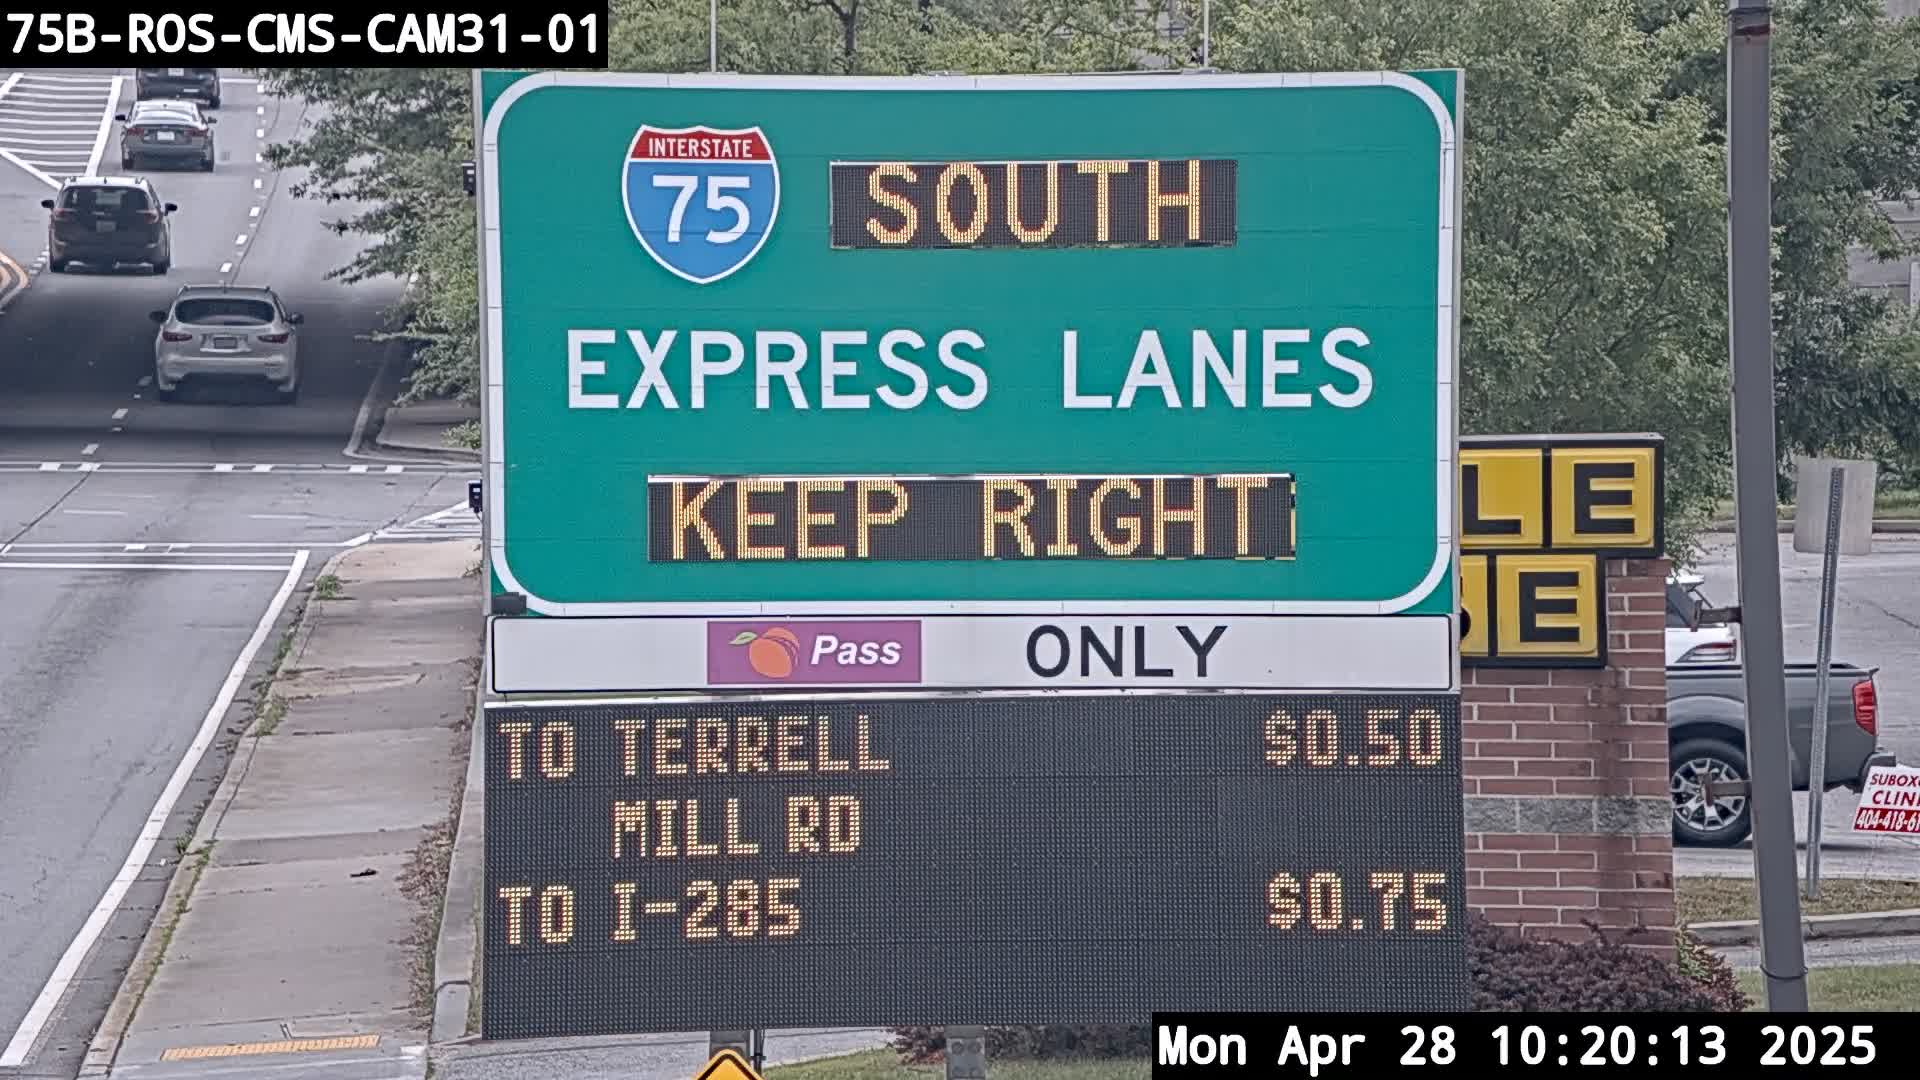 75B-ROS-CMS-CAM31-01
INTERSTATE
75
SOUTH
EXPRESS LANES
KEEP RIGHT
Pass ONLY
TO TERRELL $0.50
MILL RD
TO I-285 $0.75
LE
E
Mon Apr 28 10:20:13 2025